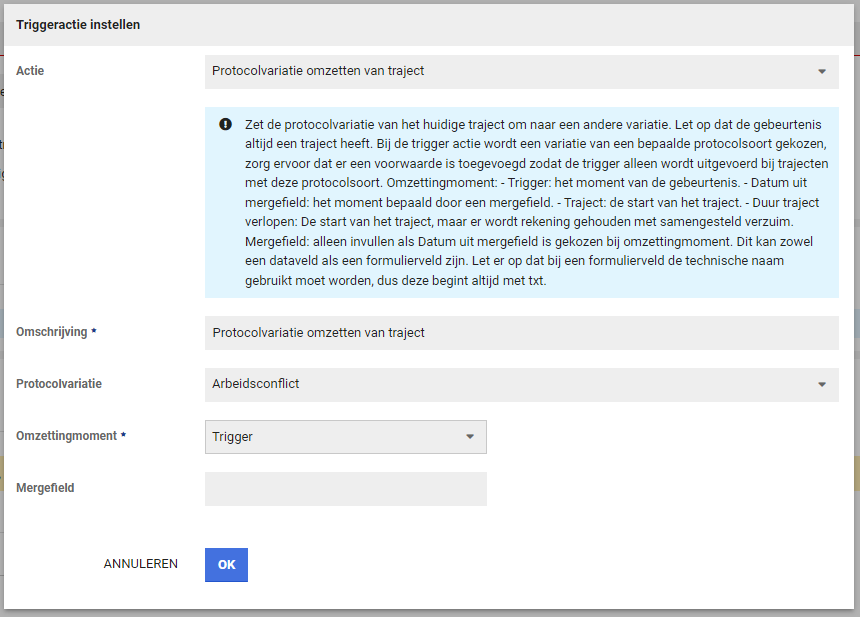 Triggeractie instellen
Actie
Protocolvariatie omzetten van traject
Zet de protocolvariatie van het huidige traject om naar een andere variatie. Let op dat de gebeurtenis
altijd een traject heeft. Bij de trigger actie wordt een variatie van een bepaalde protocolsoort gekozen,
zorg ervoor dat er een voorwaarde is toegevoegd zodat de trigger alleen wordt uitgevoerd bij trajecten
met deze protocolsoort. Omzettingmoment: - Trigger: het moment van de gebeurtenis. - Datum uit
mergefield: het moment bepaald door een mergefield. - Traject: de start van het traject. - Duur traject
verlopen: De start van het traject, maar er wordt rekening gehouden met samengesteld verzuim.
Mergefield: alleen invullen als Datum uit mergefield is gekozen bij omzettingmoment. Dit kan zowel
een dataveld als een formulierveld zijn. Let er op dat bij een formulierveld de technische naam
gebruikt moet worden, dus deze begint altijd met txt.
Omschrijving *
Protocolvariatie omzetten van traject
Protocolvariatie
Arbeidsconflict
Omzettingmoment *
Trigger
Mergefield
ANNULEREN
OK